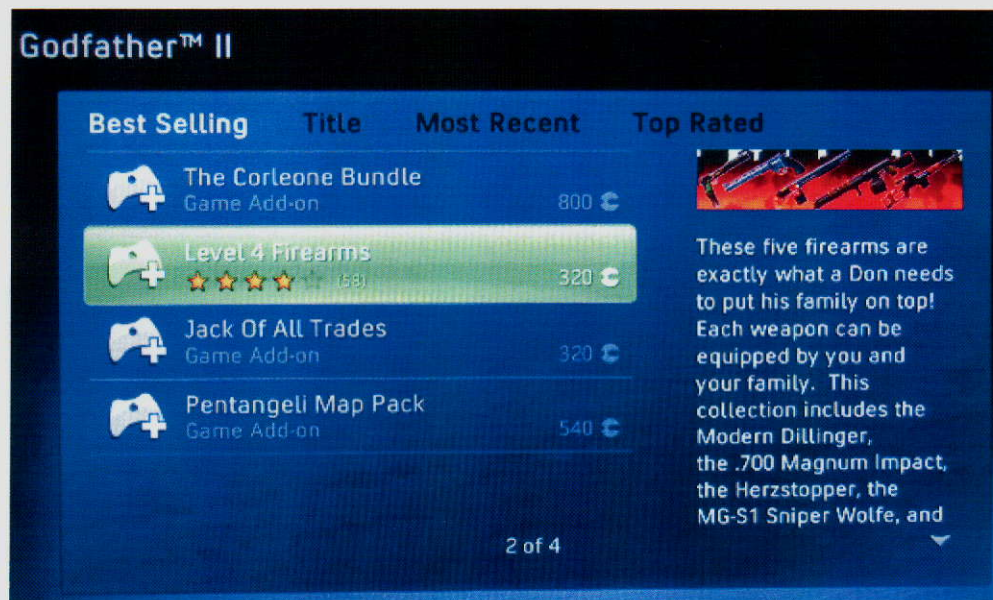 Godfather™ II
Best Selling Title Most Recent Top Rated
The Corleone Bundle
Game Add-on 800
Level 4 Firearms
(58) 320
Jack Of All Trades
Game Add-on 320
Pentangeli Map Pack
Game Add-on 540
2 of 4
These five firearms are
exactly what a Don needs
to put his family on top!
Each weapon can be
equipped by you and
your family. This
collection includes the
Modern Dillinger,
the .700 Magnum Impact,
the Herzstopper, the
MG-S1 Sniper Wolfe, and